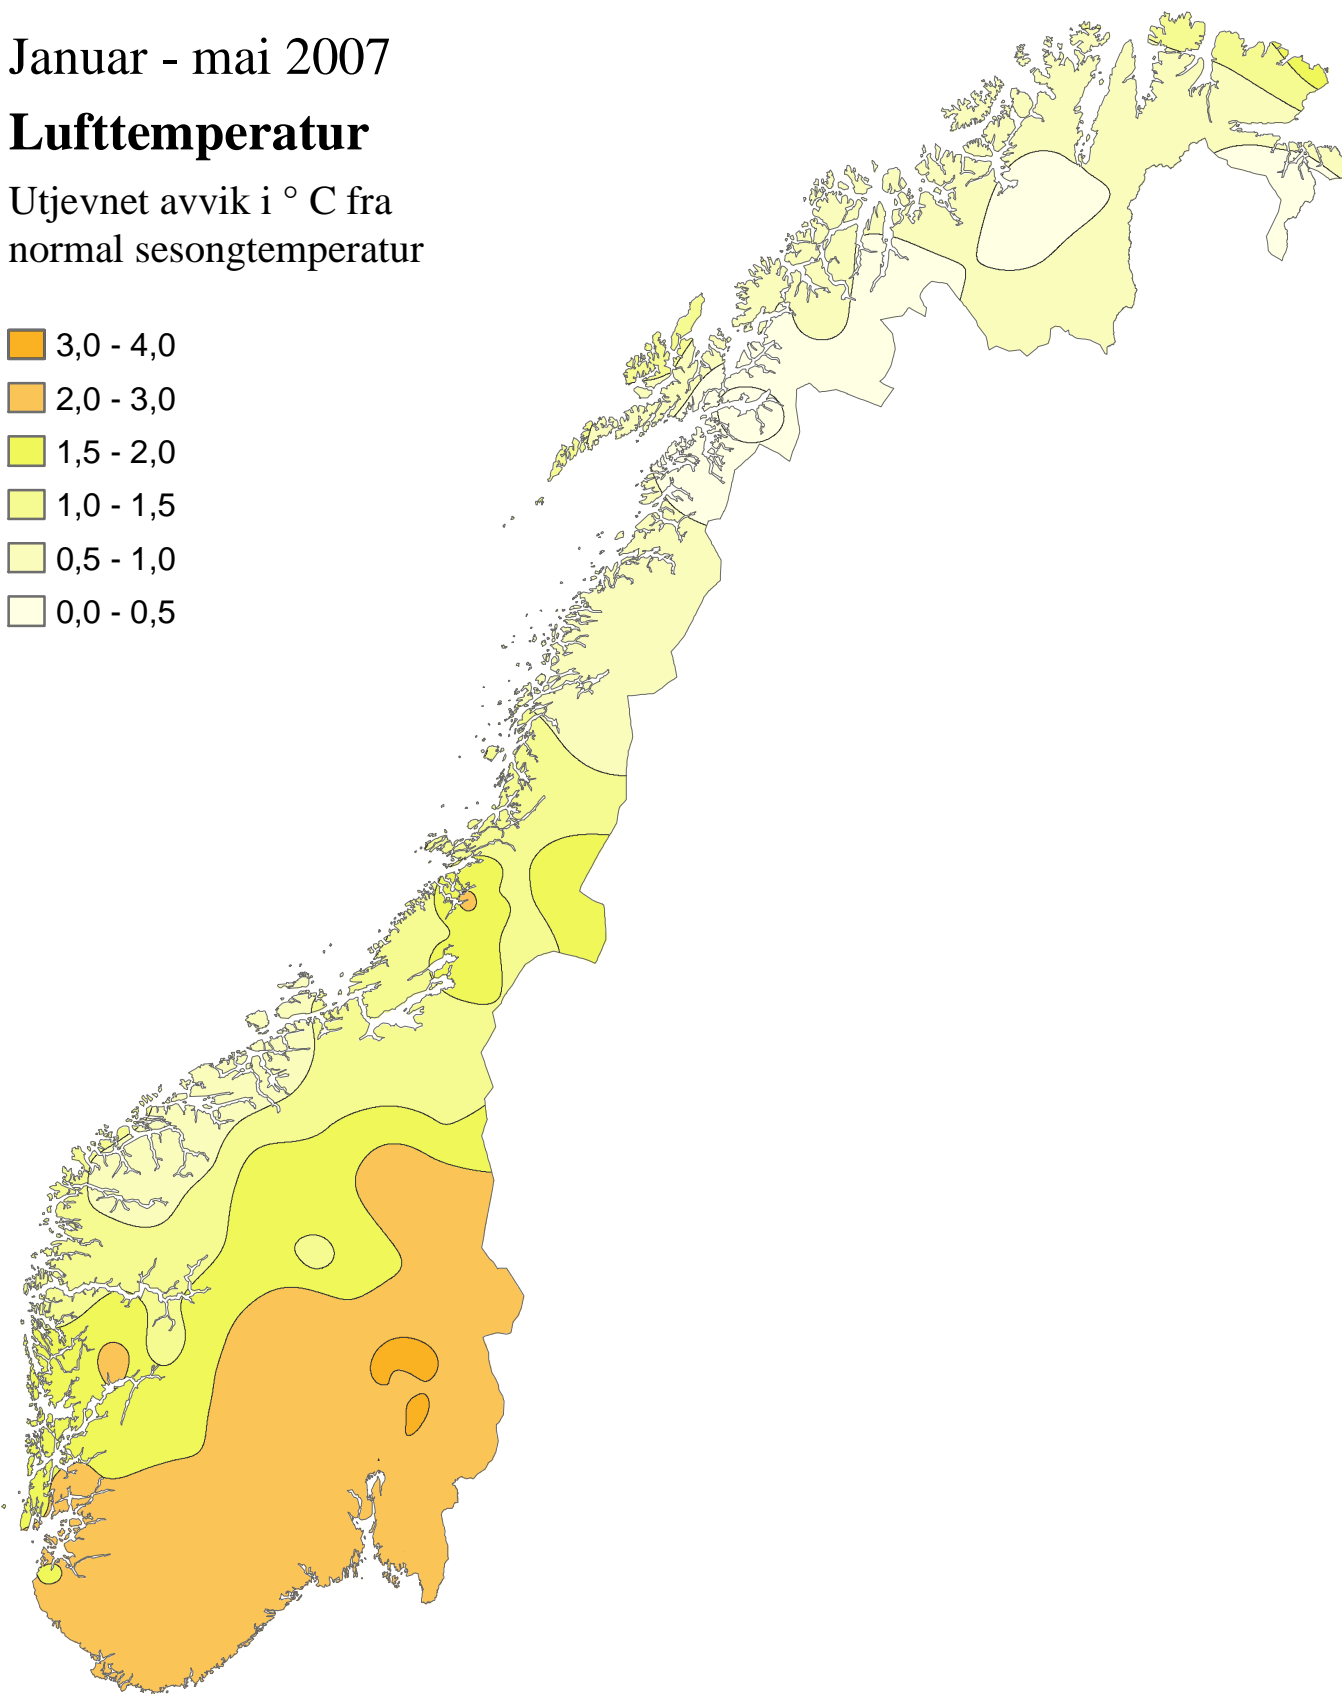 Januar - mai 2007
Lufttemperatur
Utjevnet avvik i ° C fra
normal sesongtemperatur
3,0 - 4,0
2,0 - 3,0
1,5 - 2,0
1,0 - 1,5
0,5 - 1,0
0,0 - 0,5